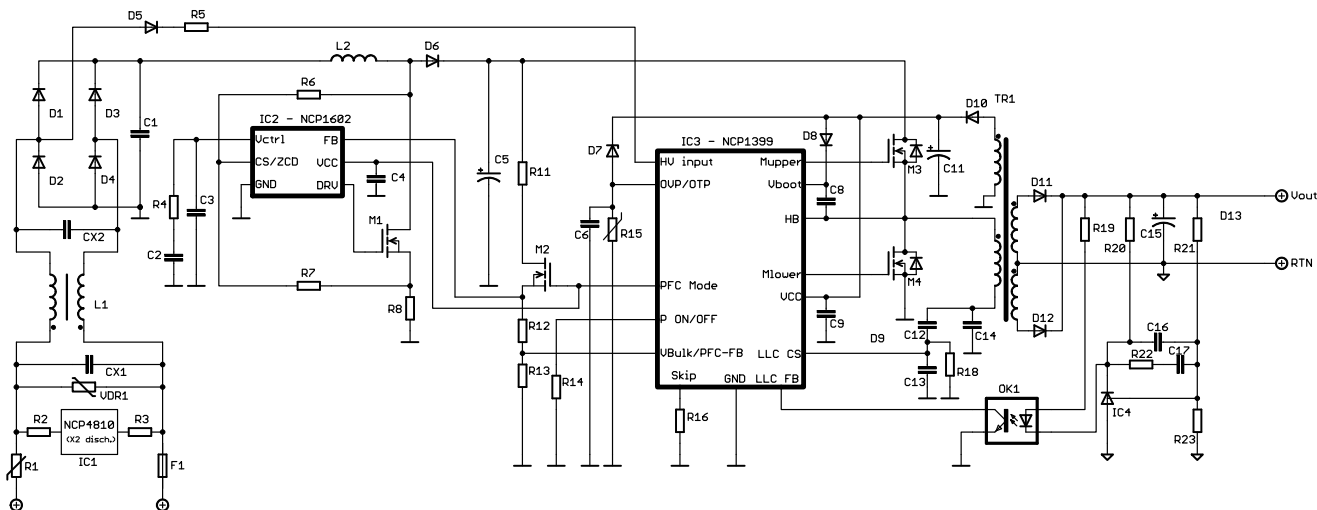 D5
R5
L2
D6
R6
D1
D3
C1
IC2 - NCP1602
Vctrl
FB
CS/ZCD
VCC
GND
DRV
D2
D4
R4
C3
C4
C5
R11
CX2
C2
M1
R7
R8
L1
CX1
VDR1
R2
NCP4810
(X2 disch.)
R3
IC1
R1
F1
M2
R12
R13
R14
D7
C6
R15
IC3 - NCP1399
HV input
Mupper
OVP/OTP
Vboot
HB
Mlower
PFC Mode
VCC
P ON/OFF
VBulk/PFC-FB
LLC CS
Skip
GND
LLC FB
R16
D8
C8
C9
M3
C11
D10
TR1
M4
C12
C14
D9
C13
R18
D11
D12
R19
R20
C15
R21
D13
Vout
RTN
C16
R22
C17
OK1
IC4
R23